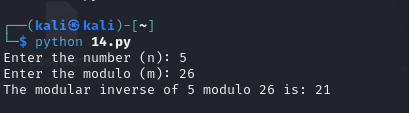 ┌──(kali㉿kali)-[~]
└─$ python 14.py
Enter the number (n): 5
Enter the modulo (m): 26
The modular inverse of 5 modulo 26 is: 21